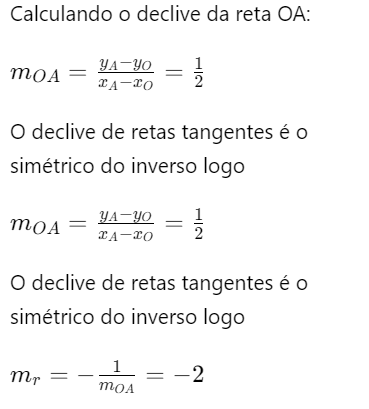 Calculando o declive da reta OA:
m_{OA} = \frac{y_A - y_O}{x_A - x_O} = \frac{1}{2}
O declive de retas tangentes é o
simétrico do inverso logo
m_{OA} = \frac{y_A - y_O}{x_A - x_O} = \frac{1}{2}
O declive de retas tangentes é o
simétrico do inverso logo
m_r = -\frac{1}{m_{OA}} = -2